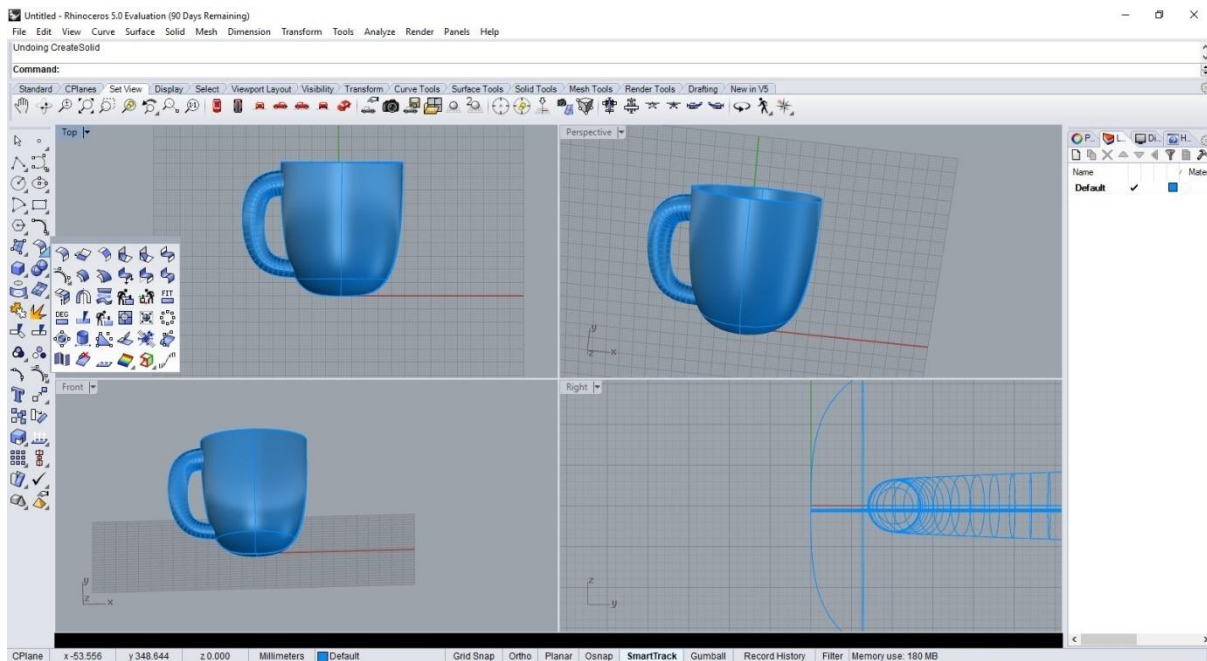 Untitled - Rhinoceros 5.0 Evaluation (90 Days Remaining)
File Edit View Curve Surface Solid Mesh Dimension Transform Tools Analyze Render Panels Help
Undoing CreateSolid
Command:
Standard CPlanes Set View Display Select Viewport Layout Visibility Transform Curve Tools Surface Tools Solid Tools Mesh Tools Render Tools Drafting New in V5
Top
Perspective
P.. L.. Di.. H..
Name Mate
Default
FIT
DEG
y
z x
Front
Right
y
z x
z
y
CPlane x -53.556 y 348.644 z 0.000 Millimeters Default Grid Snap Ortho Planar Osnap SmartTrack Gumball Record History Filter Memory use: 180 MB